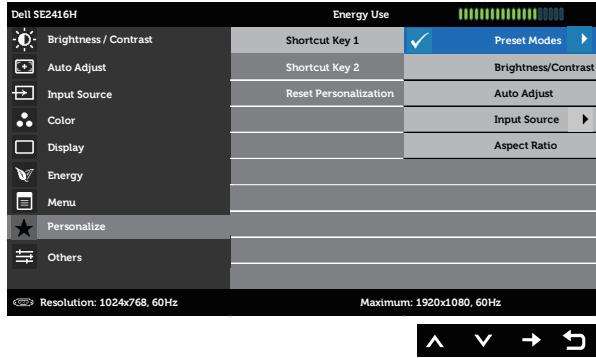 Dell SE2416H Energy Use
Brightness / Contrast Shortcut Key 1 Preset Modes
Auto Adjust Shortcut Key 2 Brightness/Contrast
Input Source Reset Personalization Auto Adjust
Color Input Source
Display Aspect Ratio
Energy
Menu
Personalize
Others
Resolution: 1024x768, 60Hz Maximum: 1920x1080, 60Hz